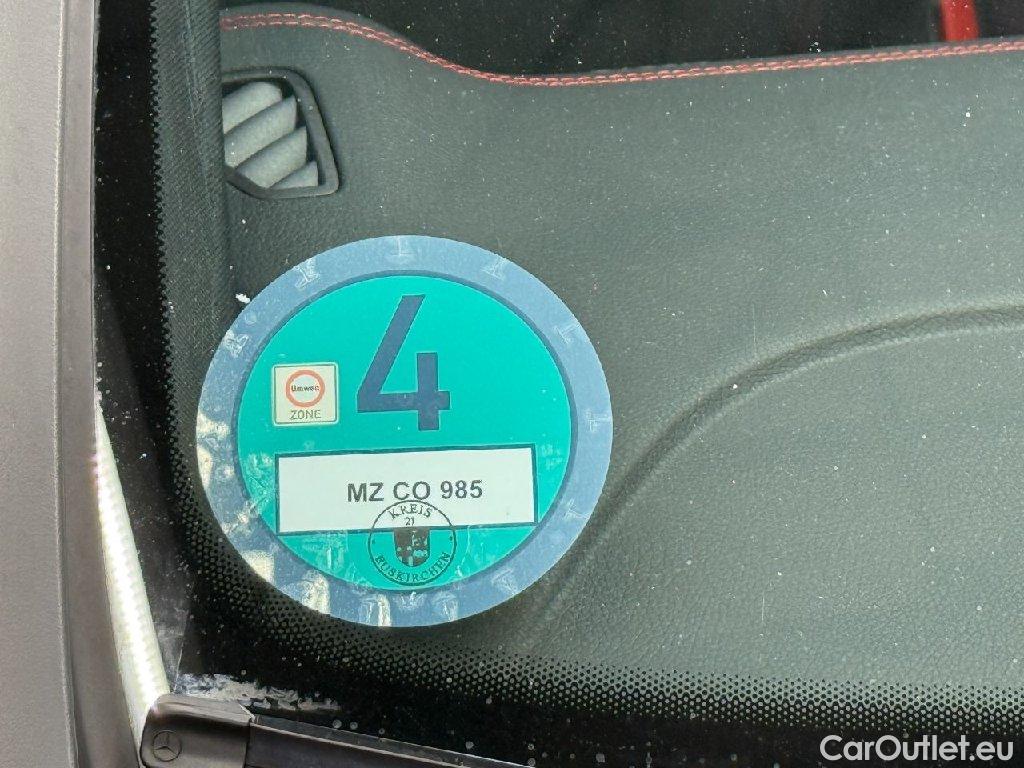 4
Umwelt
ZONE
MZ CO 985
KREIS
21
EUSKIRCHEN
CarOutlet.eu